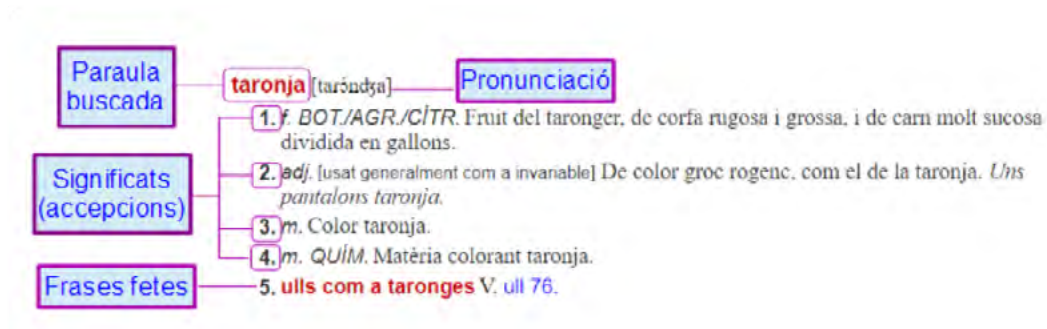 Paraula
buscada
taronja [taɾɔ́ndʒa]
Pronunciació
1. f. BOT./AGR./CÍTR. Fruit del taronger, de corfa rugosa i grossa, i de carn molt sucosa
dividida en gallons.
Significats
(accepcions)
2. adj. [usat generalment com a invariable] De color groc rogenc, com el de la taronja. Uns
pantalons taronja.
3. m. Color taronja.
4. m. QUÍM. Matèria colorant taronja.
Frases fetes
5. ulls com a taronges V. ull 76.